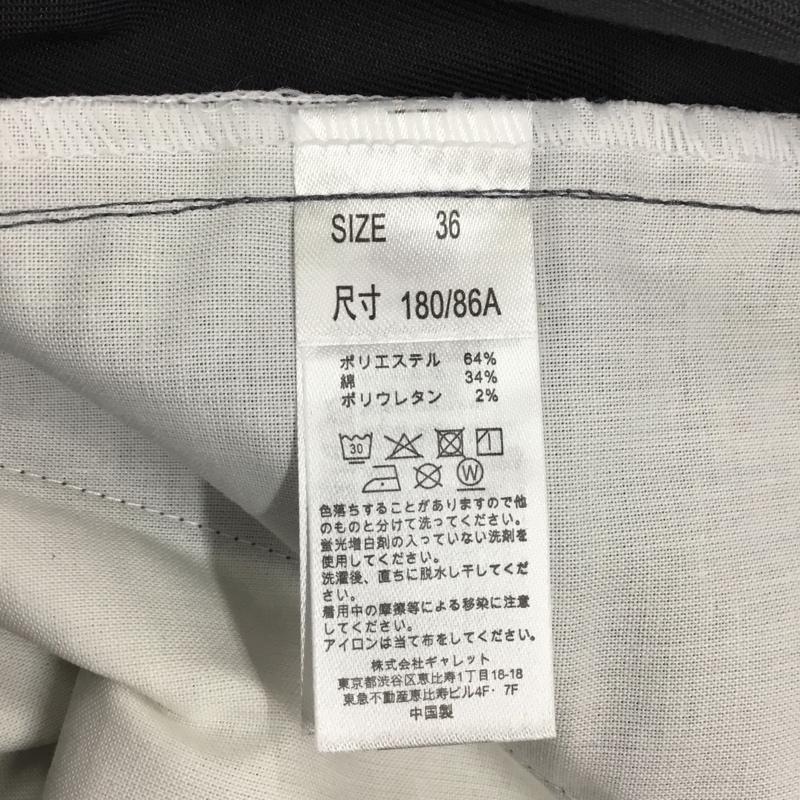 SIZE 36
尺寸 180/86A
ポリエステル 64%
綿 34%
ポリウレタン 2%
30
W
色落ちすることがありますので他
のものと分けて洗ってください。
蛍光増白剤の入っていない洗剤を
使用してください。
洗濯後、直ちに脱水し干してくだ
さい。
着用中の摩擦等による移染に注意
してください。
アイロンは当て布をしてください。
株式会社ギャレット
東京都渋谷区恵比寿1丁目18-18
東急不動産恵比寿ビル4F・7F
中国製